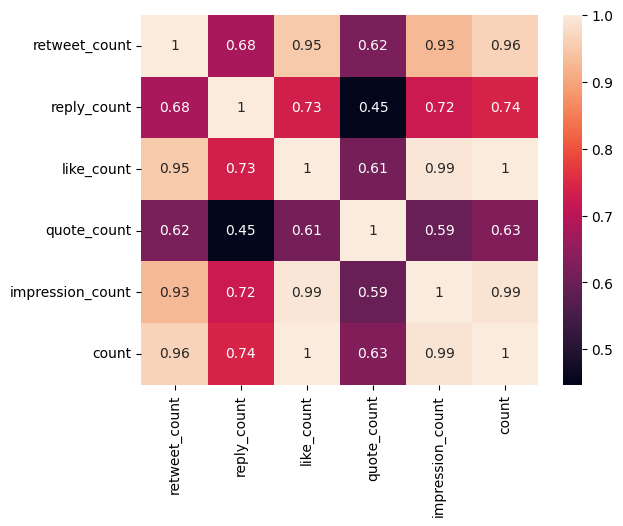 retweet_count 1 0.68 0.95 0.62 0.93 0.96
reply_count 0.68 1 0.73 0.45 0.72 0.74
like_count 0.95 0.73 1 0.61 0.99 1
quote_count 0.62 0.45 0.61 1 0.59 0.63
impression_count 0.93 0.72 0.99 0.59 1 0.99
count 0.96 0.74 1 0.63 0.99 1
retweet_count
reply_count
like_count
quote_count
impression_count
count
1.0
0.9
0.8
0.7
0.6
0.5